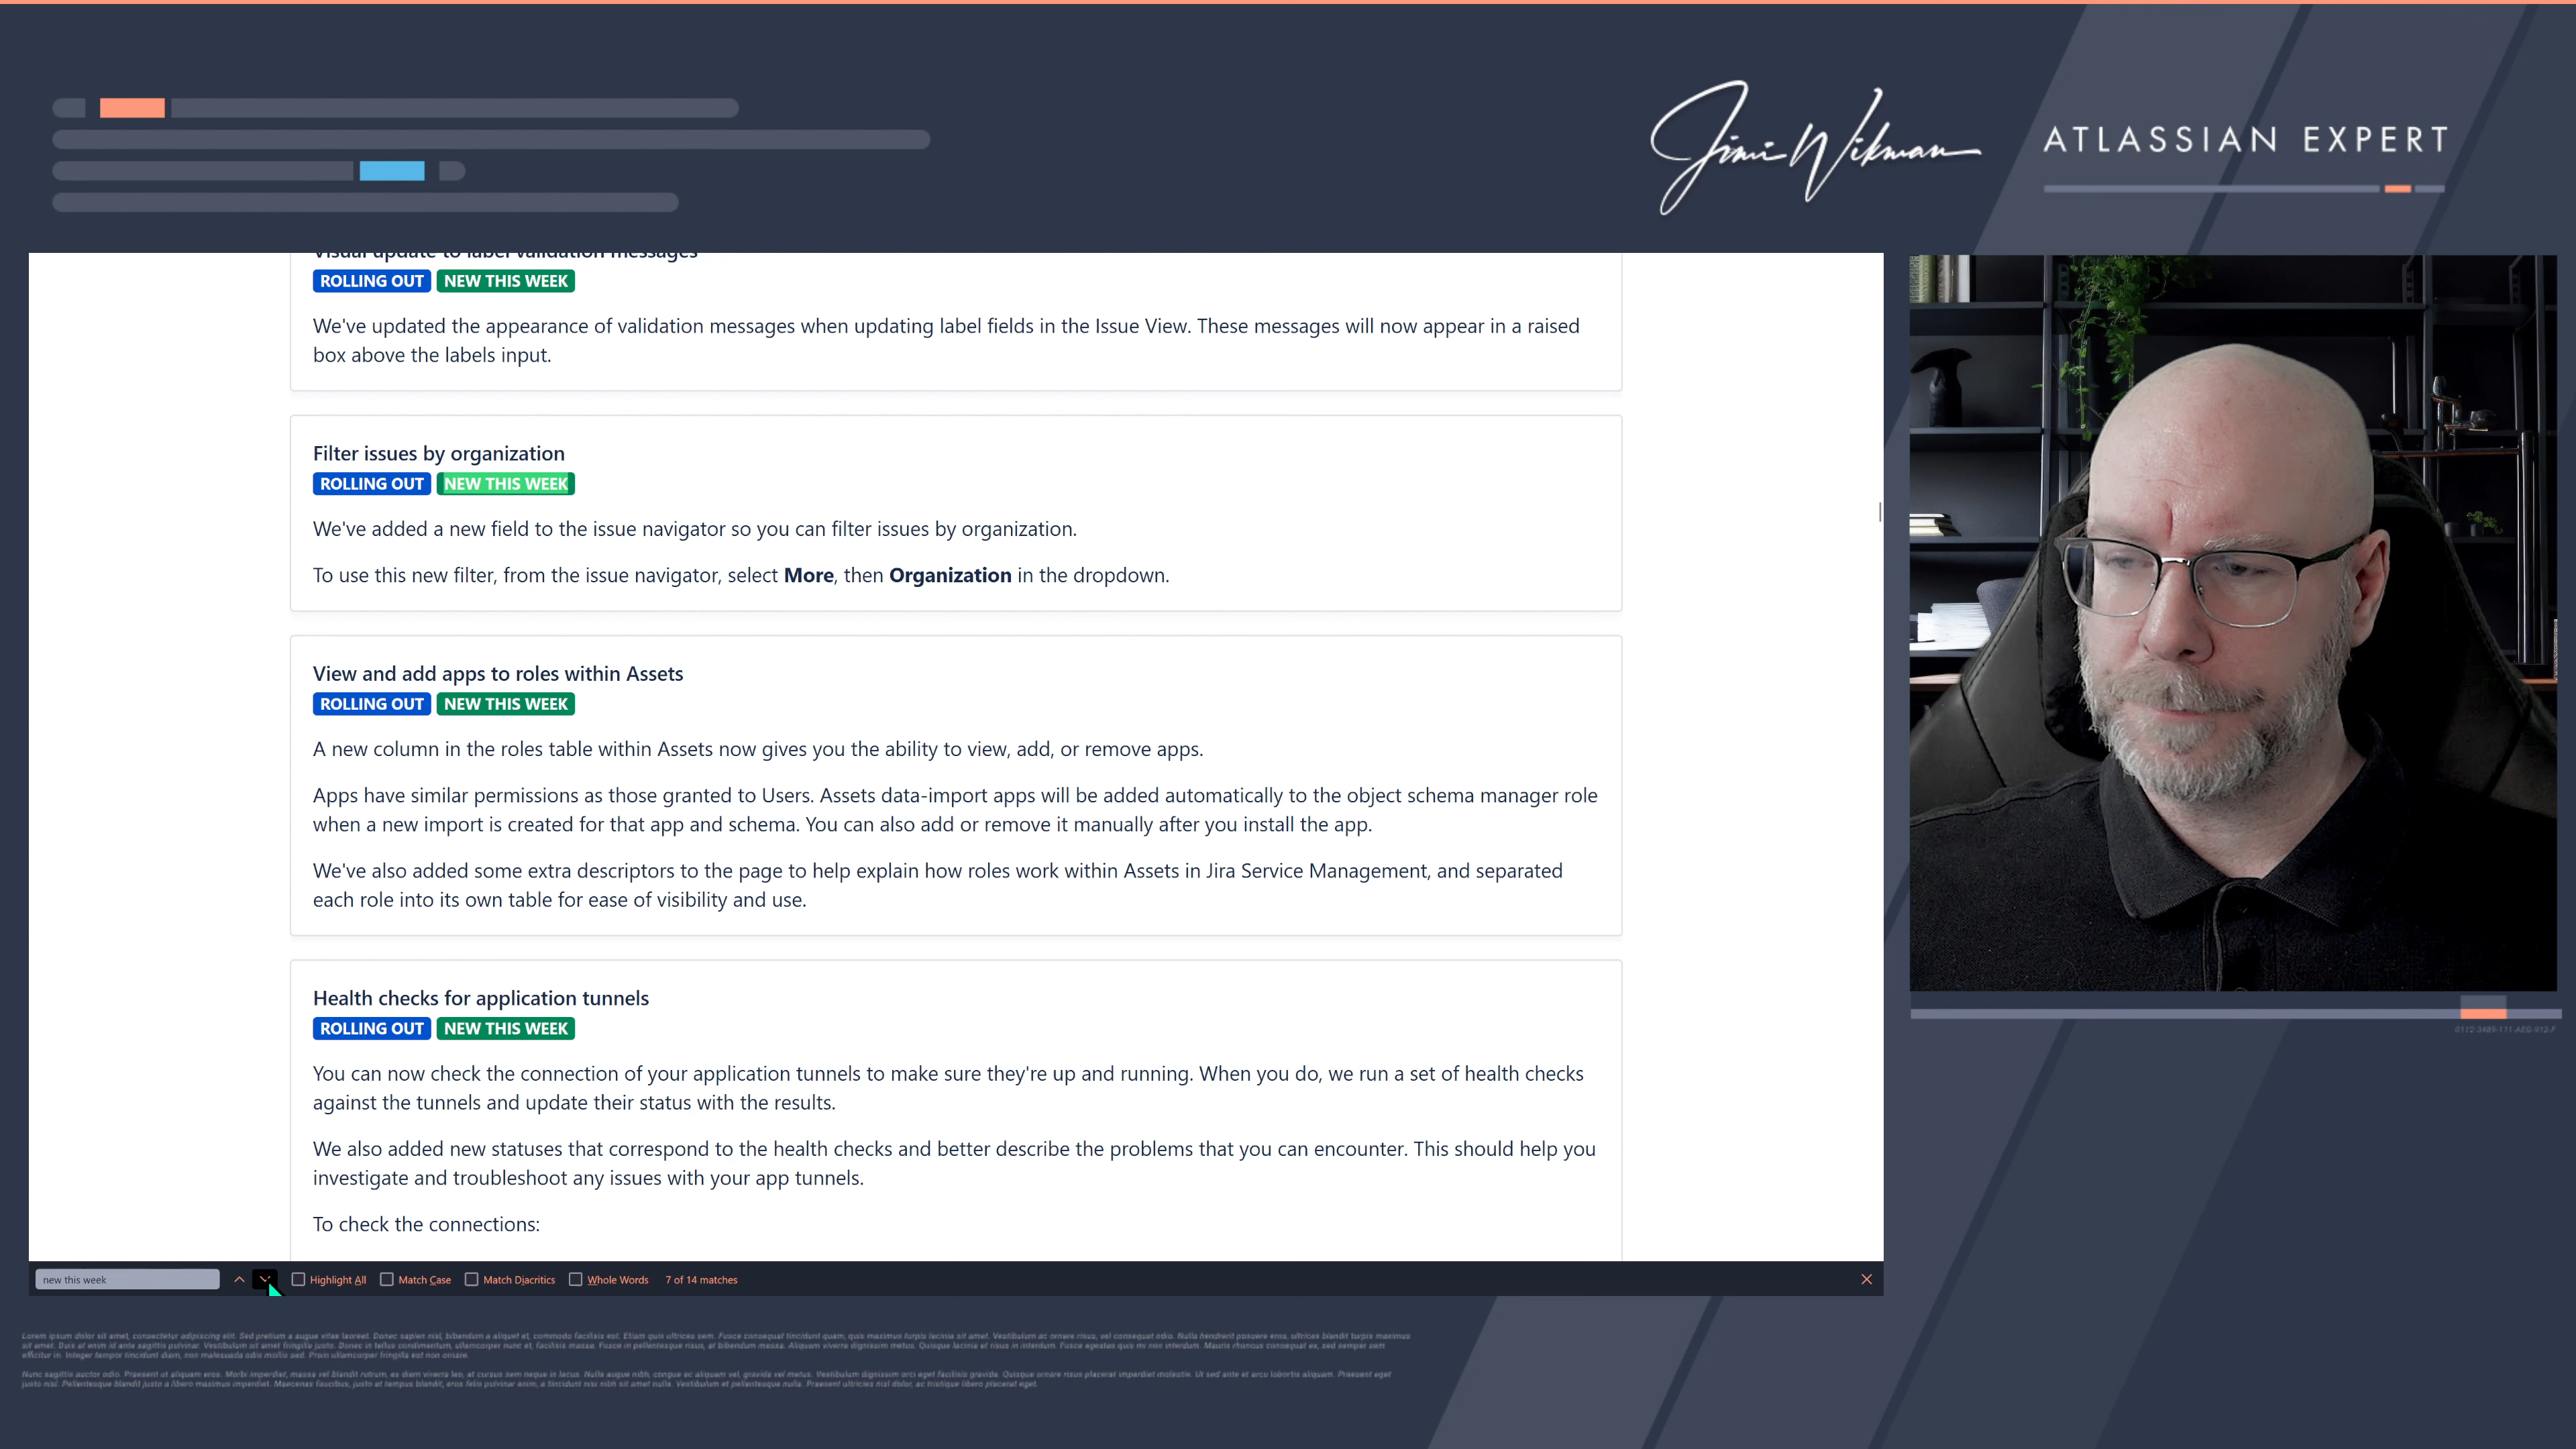 Jimi Wikman
ATLASSIAN EXPERT
Visual update to label validation messages
ROLLING OUT NEW THIS WEEK
We've updated the appearance of validation messages when updating label fields in the Issue View. These messages will now appear in a raised
box above the labels input.
Filter issues by organization
ROLLING OUT NEW THIS WEEK
We've added a new field to the issue navigator so you can filter issues by organization.
To use this new filter, from the issue navigator, select More, then Organization in the dropdown.
View and add apps to roles within Assets
ROLLING OUT NEW THIS WEEK
A new column in the roles table within Assets now gives you the ability to view, add, or remove apps.
Apps have similar permissions as those granted to Users. Assets data-import apps will be added automatically to the object schema manager role
when a new import is created for that app and schema. You can also add or remove it manually after you install the app.
We've also added some extra descriptors to the page to help explain how roles work within Assets in Jira Service Management, and separated
each role into its own table for ease of visibility and use.
Health checks for application tunnels
ROLLING OUT NEW THIS WEEK
You can now check the connection of your application tunnels to make sure they're up and running. When you do, we run a set of health checks
against the tunnels and update their status with the results.
We also added new statuses that correspond to the health checks and better describe the problems that you can encounter. This should help you
investigate and troubleshoot any issues with your app tunnels.
To check the connections:
new this week Highlight All Match Case Match Diacritics Whole Words 7 of 14 matches